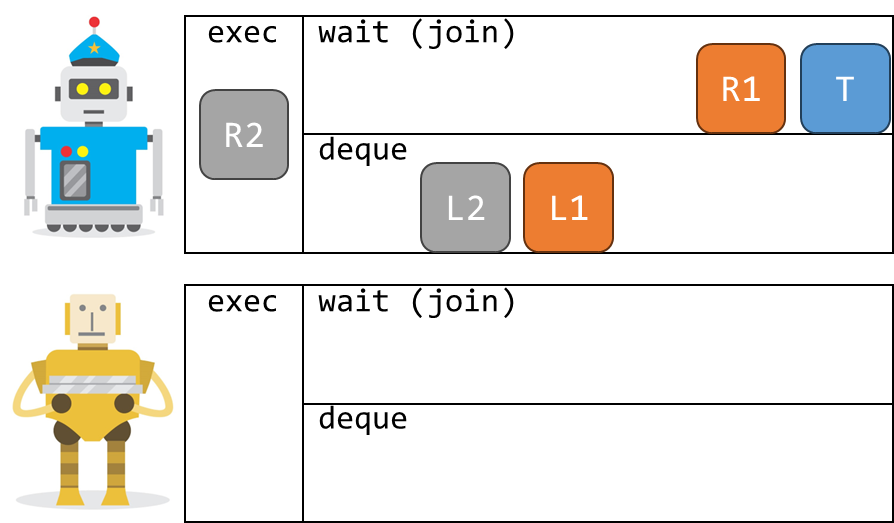 exec
wait (join)
R1
T
R2
deque
L2
L1
exec
wait (join)
deque